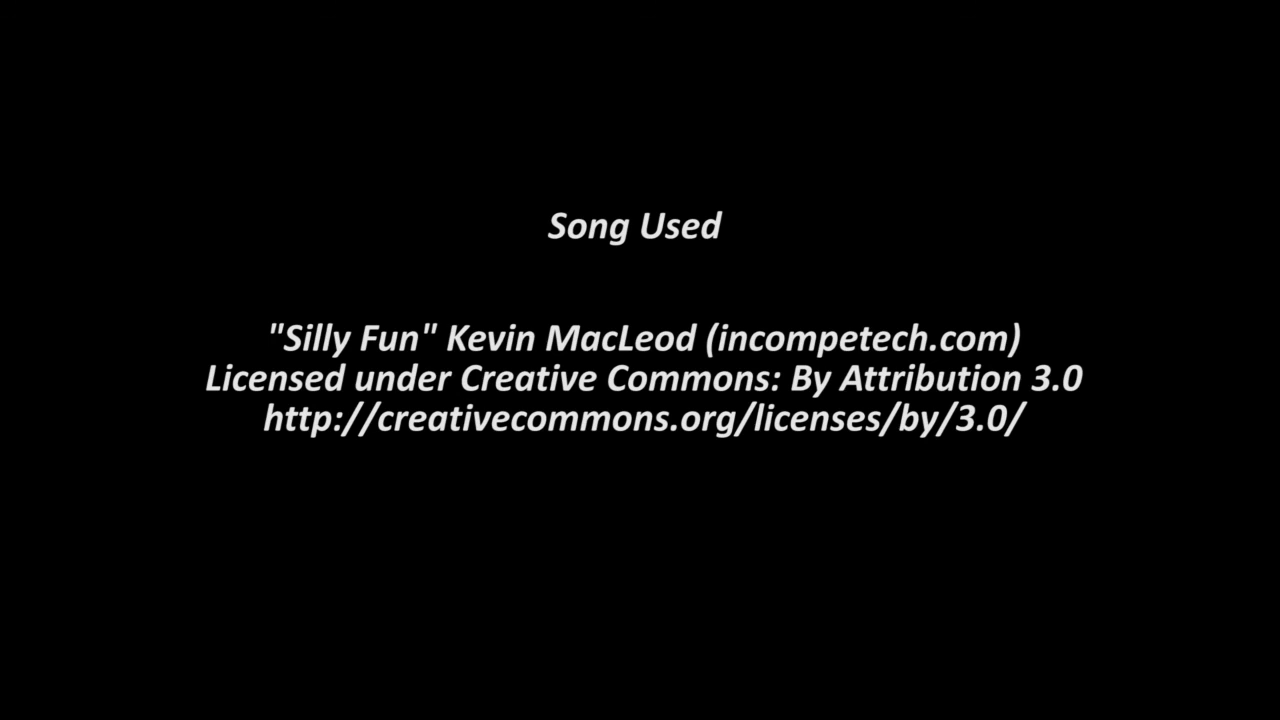 Song Used
"Silly Fun" Kevin MacLeod (incompetech.com)
Licensed under Creative Commons: By Attribution 3.0
http://creativecommons.org/licenses/by/3.0/